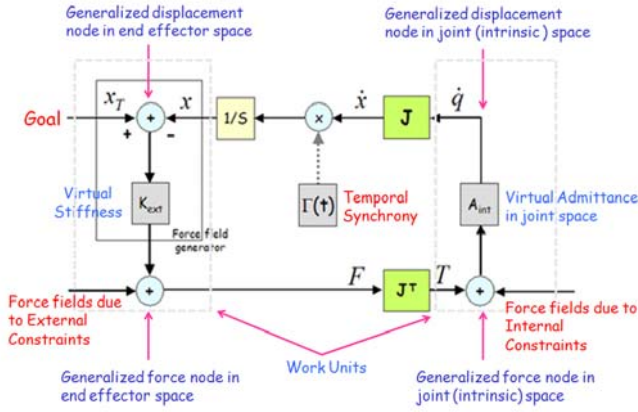 Generalized displacement
node in end effector space
Generalized displacement
node in joint (intrinsic ) space
Goal
x_T
+
+
-
x
1/S
×
ẋ
J
q̇
Virtual
Stiffness
K_ext
Force field
generator
Γ(t)
Temporal
Synchrony
A_int
Virtual Admittance
in joint space
+
F
J^T
T
+
Force fields due
to External
Constraints
Force fields due to
Internal
Constraints
Work Units
Generalized force node in
end effector space
Generalized force node in
joint (intrinsic) space